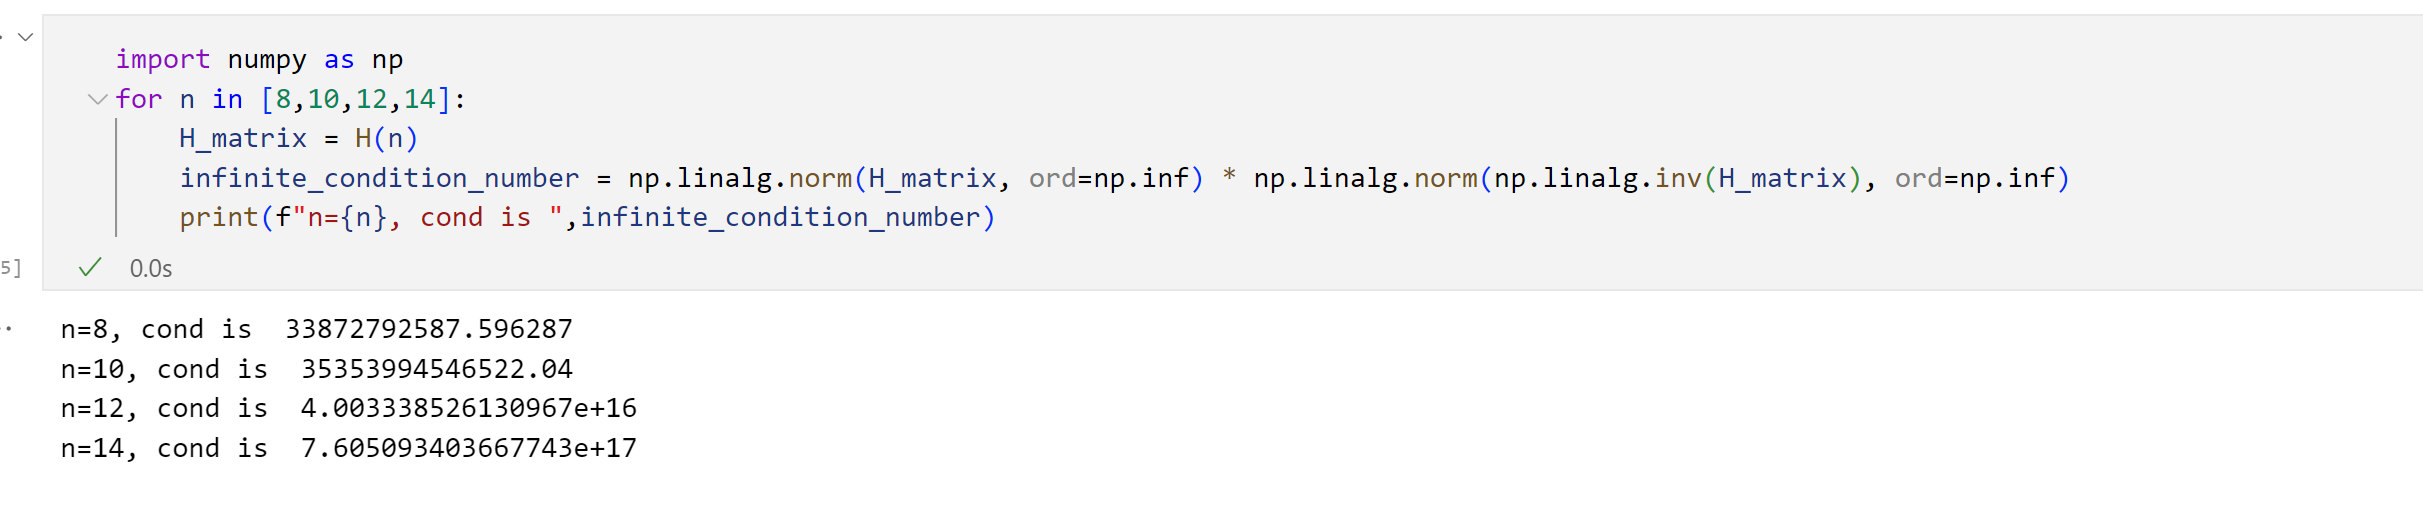 import numpy as np
for n in [8,10,12,14]:
    H_matrix = H(n)
    infinite_condition_number = np.linalg.norm(H_matrix, ord=np.inf) * np.linalg.norm(np.linalg.inv(H_matrix), ord=np.inf)
    print(f"n={n}, cond is ",infinite_condition_number)
5]
0.0s
n=8, cond is  33872792587.596287
n=10, cond is  35353994546522.04
n=12, cond is  4.003338526130967e+16
n=14, cond is  7.605093403667743e+17